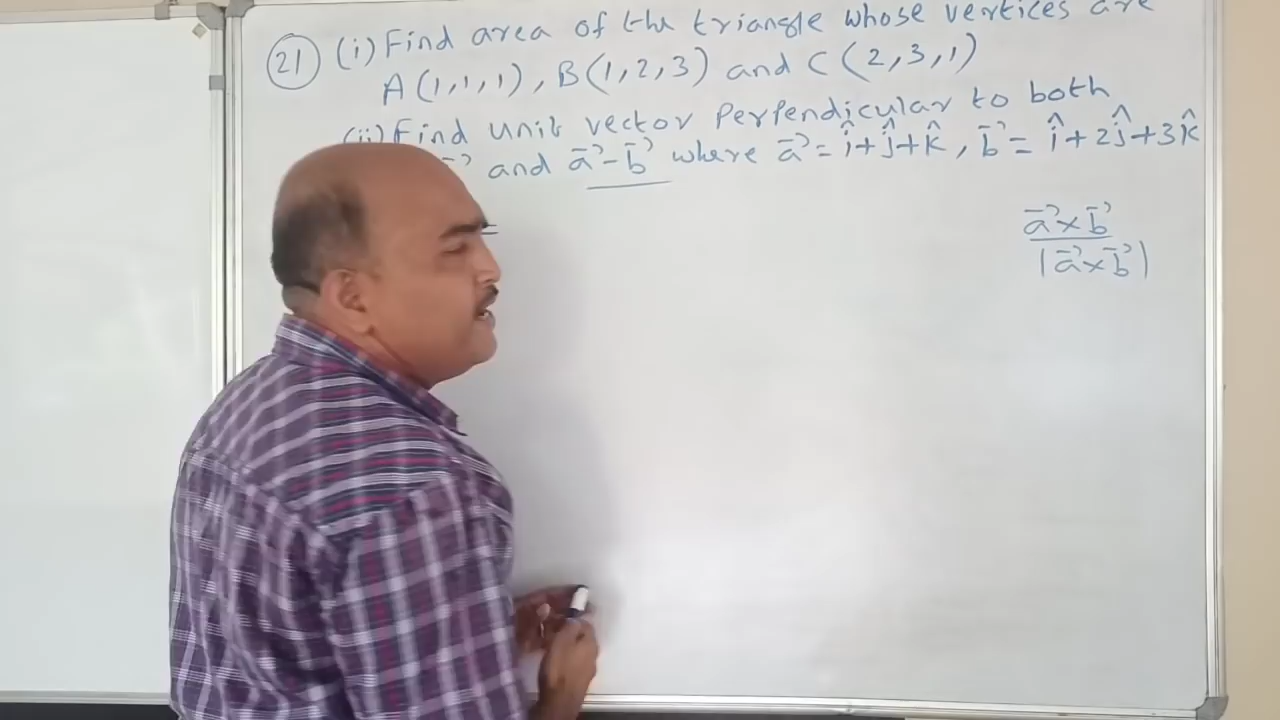 21 (i) Find area of the triangle whose vertices are
A(1,1,1), B(1,2,3) and C(2,3,1)
(ii) Find unit vector Perpendicular to both
and a⃗-b⃗ where a⃗ = î+ĵ+k̂, b⃗ = î+2ĵ+3k̂
a⃗×b⃗
|a⃗×b⃗|